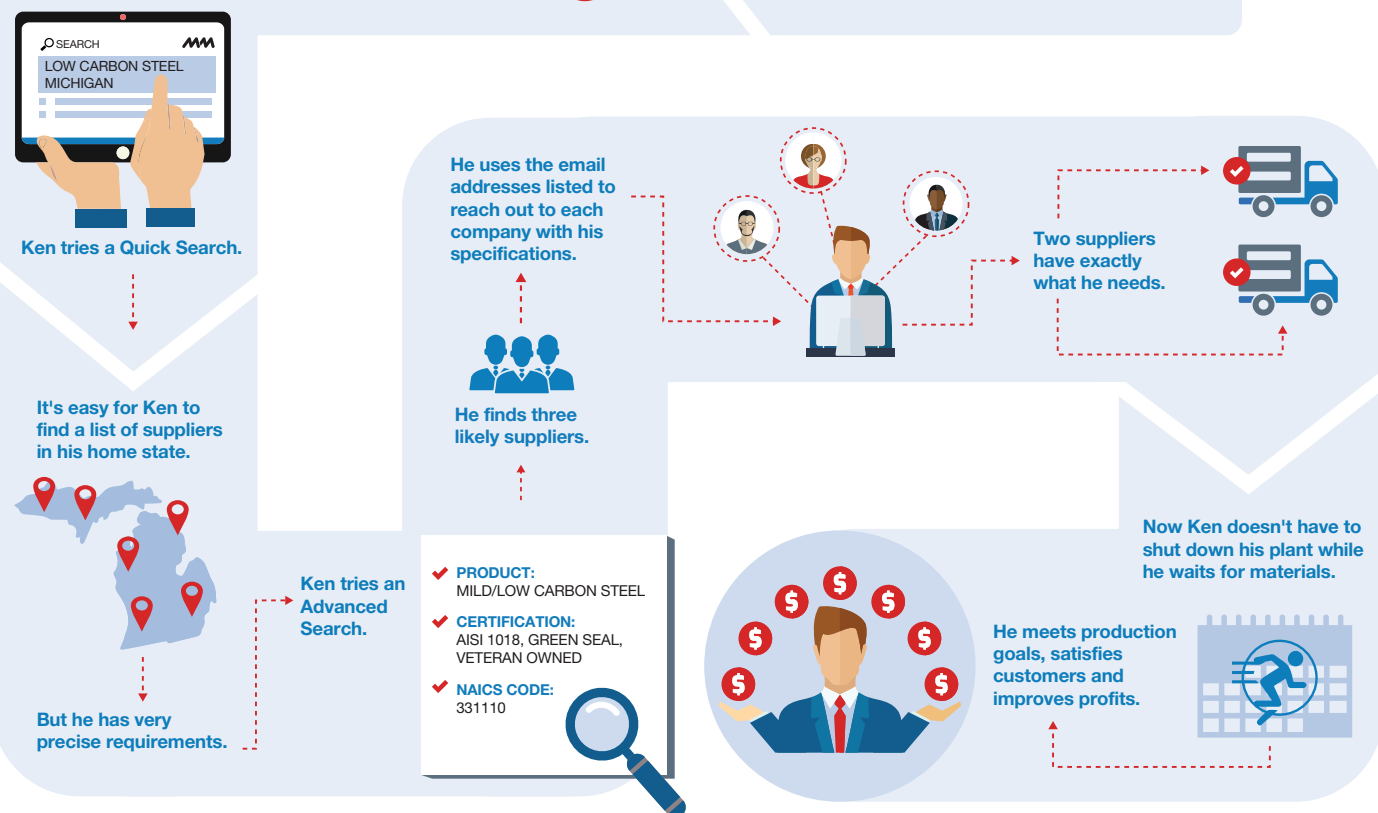 SEARCH
LOW CARBON STEEL
MICHIGAN
Ken tries a Quick Search.
It's easy for Ken to
find a list of suppliers
in his home state.
But he has very
precise requirements.
Ken tries an
Advanced
Search.
PRODUCT:
MILD/LOW CARBON STEEL
CERTIFICATION:
AISI 1018, GREEN SEAL,
VETERAN OWNED
NAICS CODE:
331110
He finds three
likely suppliers.
He uses the email
addresses listed to
reach out to each
company with his
specifications.
Two suppliers
have exactly
what he needs.
Now Ken doesn't have to
shut down his plant while
he waits for materials.
He meets production
goals, satisfies
customers and
improves profits.
$
$
$
$
$
$
$